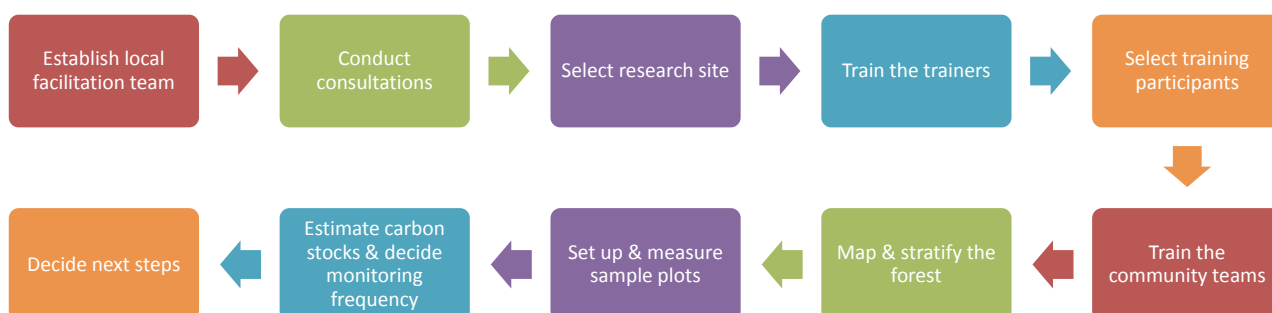 Establish local
facilitation team
Conduct
consultations
Select research site
Train the trainers
Select training
participants
Train the
community teams
Map & stratify the
forest
Set up & measure
sample plots
Estimate carbon
stocks & decide
monitoring
frequency
Decide next steps